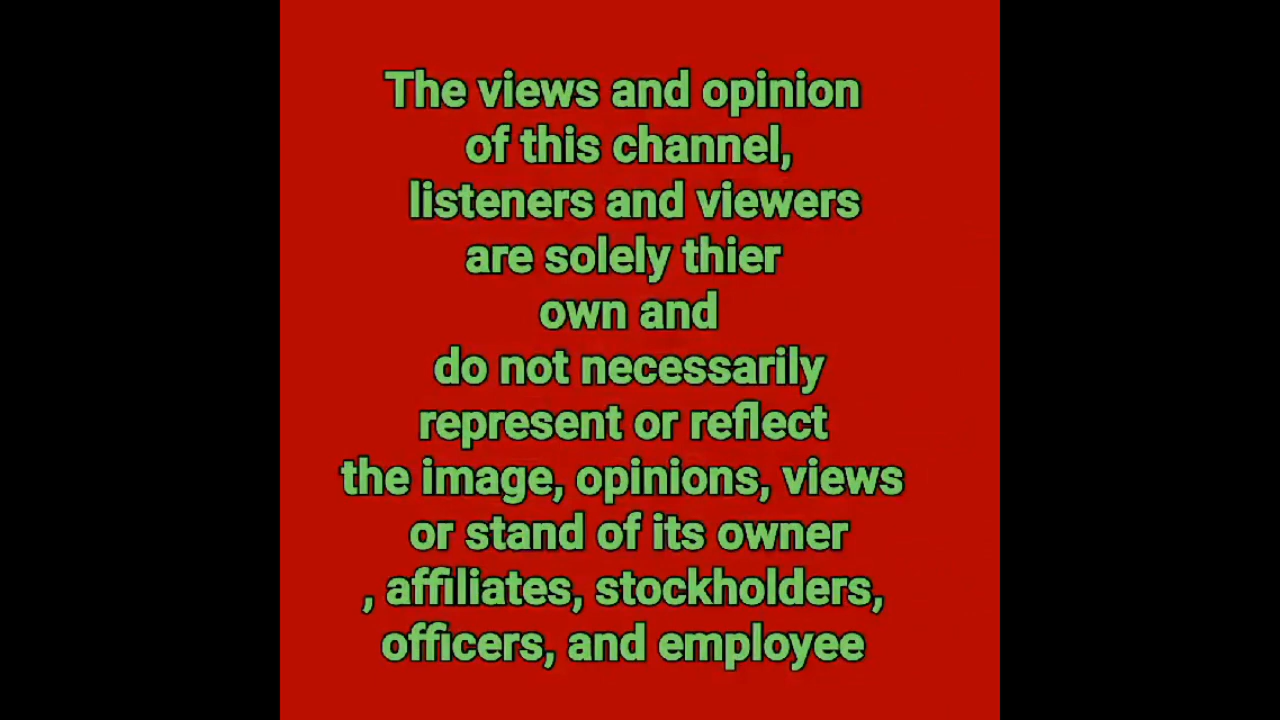 The views and opinion
of this channel,
listeners and viewers
are solely thier
own and
do not necessarily
represent or reflect
the image, opinions, views
or stand of its owner
, affiliates, stockholders,
officers, and employee